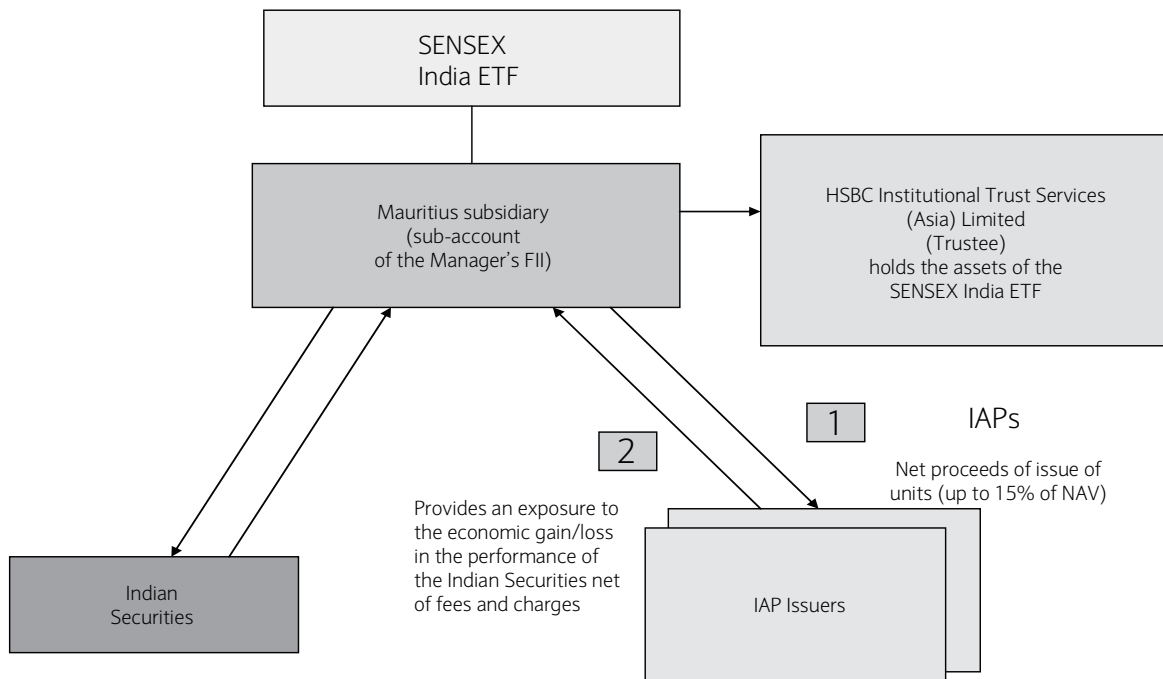 SENSEX
India ETF
Mauritius subsidiary
(sub-account
of the Manager's FII)
HSBC Institutional Trust Services
(Asia) Limited
(Trustee)
holds the assets of the
SENSEX India ETF
1
IAPs
2
Net proceeds of issue of
units (up to 15% of NAV)
Provides an exposure to
the economic gain/loss
in the performance of
the Indian Securities net
of fees and charges
Indian
Securities
IAP Issuers